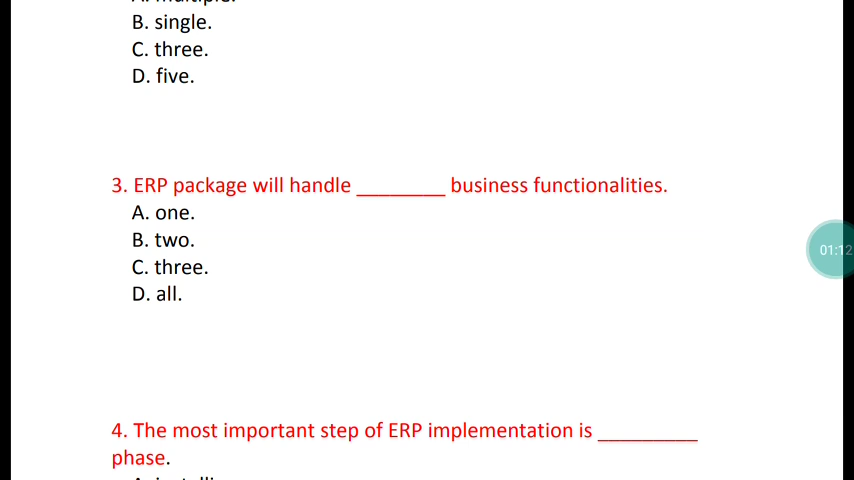 B. single.
C. three.
D. five.
3. ERP package will handle ________ business functionalities.
A. one.
B. two.
C. three.
D. all.
01:12
4. The most important step of ERP implementation is _________
phase.